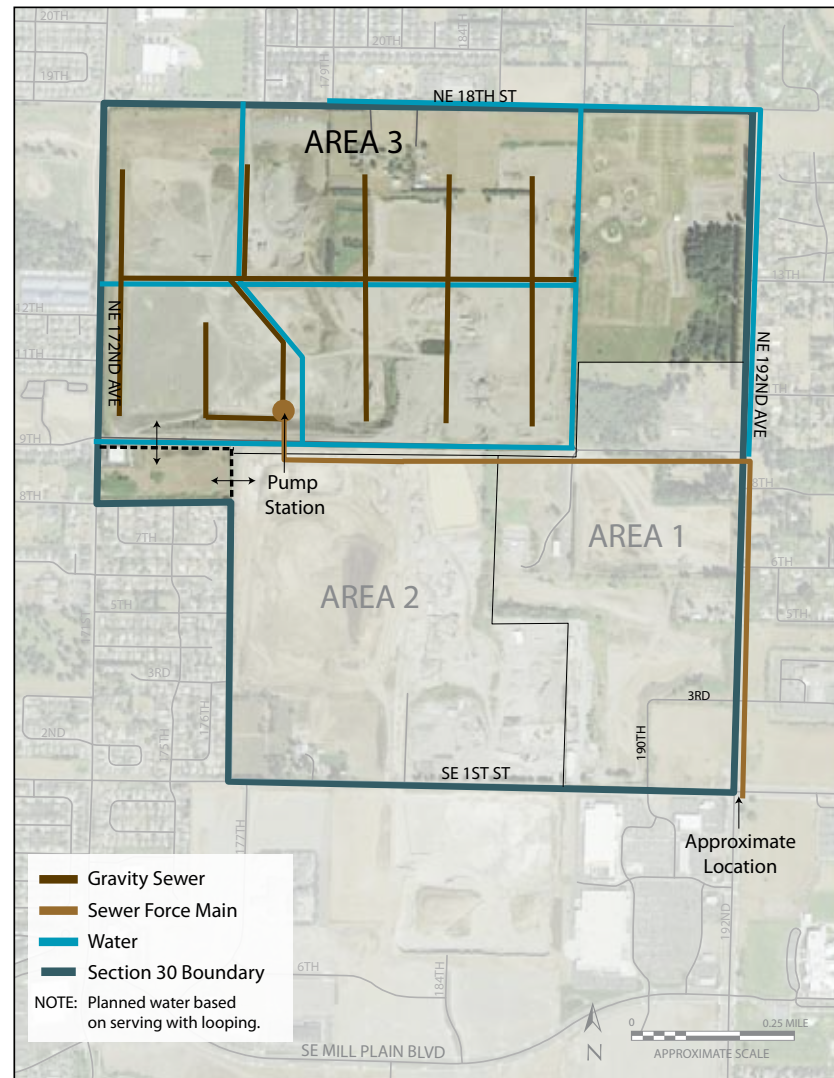 20TH
19TH
179TH
20TH
184TH
NE 18TH ST
AREA 3
13TH
NE 172ND AVE
12TH
11TH
NE 192ND AVE
9TH
8TH
8TH
Pump
Station
7TH
AREA 1
AREA 2
6TH
5TH
5TH
3RD
3RD
176TH
175TH
2ND
190TH
SE 1ST ST
177TH
Approximate
Location
192ND
Gravity Sewer
Sewer Force Main
Water
Section 30 Boundary
NOTE: Planned water based
on serving with looping.
6TH
184TH
N
0
0.25 MILE
APPROXIMATE SCALE
SE MILL PLAIN BLVD